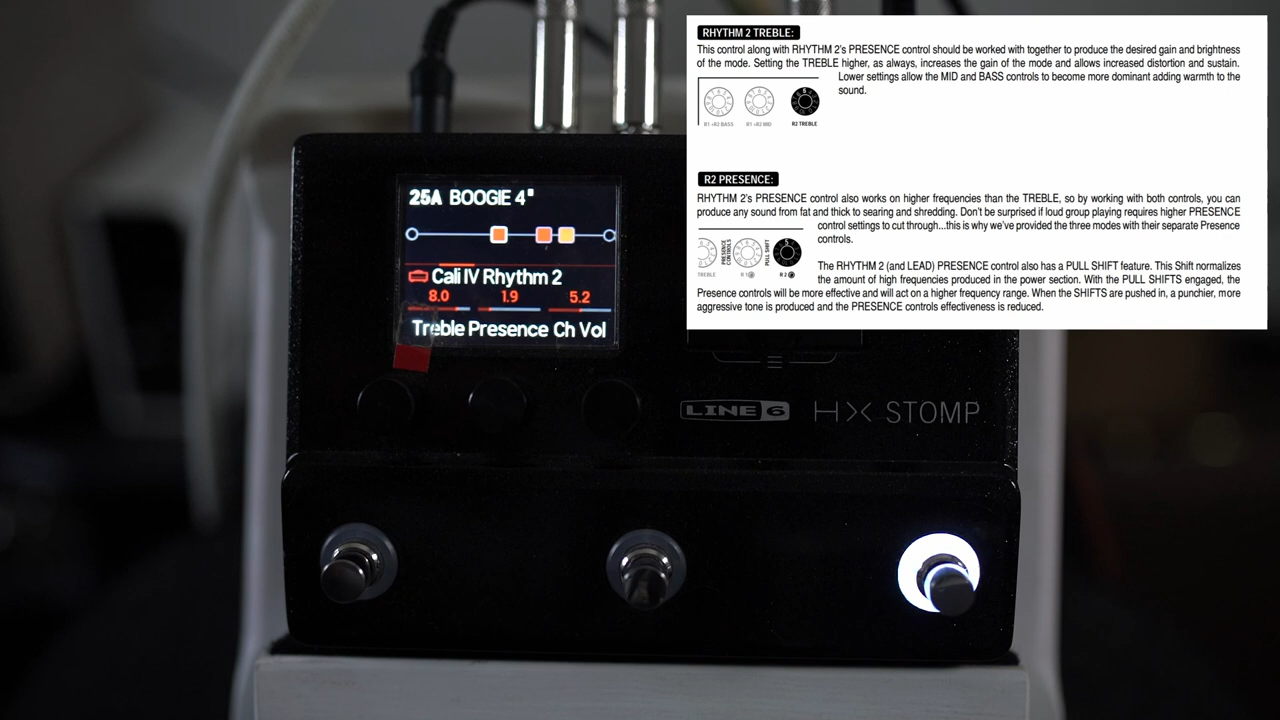 25A BOOGIE 4"
Cali IV Rhythm 2
8.0 1.9 5.2
Treble Presence Ch Vol
LINE 6 HX STOMP
RHYTHM 2 TREBLE:
This control along with RHYTHM 2's PRESENCE control should be worked with together to produce the desired gain and brightness
of the mode. Setting the TREBLE higher, as always, increases the gain of the mode and allows increased distortion and sustain.
Lower settings allow the MID and BASS controls to become more dominant adding warmth to the
sound.
R1 +R2 BASS R1 +R2 MID R2 TREBLE
R2 PRESENCE:
RHYTHM 2's PRESENCE control also works on higher frequencies than the TREBLE, so by working with both controls, you can
produce any sound from fat and thick to searing and shredding. Don't be surprised if loud group playing requires higher PRESENCE
control settings to cut through...this is why we've provided the three modes with their separate Presence
controls.
PRESENCE CONTROLS
PULL SHIFT
TREBLE R 1 R 2
The RHYTHM 2 (and LEAD) PRESENCE control also has a PULL SHIFT feature. This Shift normalizes
the amount of high frequencies produced in the power section. With the PULL SHIFTS engaged, the
Presence controls will be more effective and will act on a higher frequency range. When the SHIFTS are pushed in, a punchier, more
aggressive tone is produced and the PRESENCE controls effectiveness is reduced.